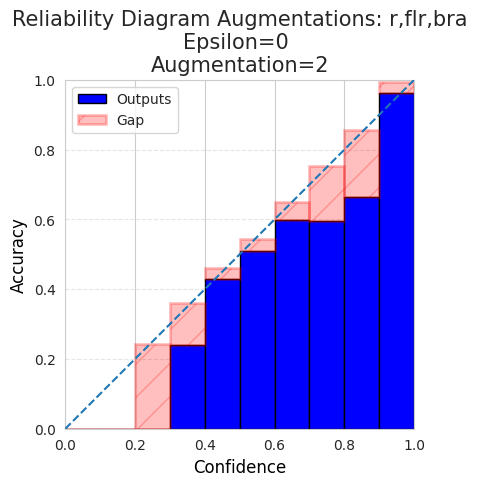 Reliability Diagram Augmentations: r,flr,bra
Epsilon=0
Augmentation=2
1.0
0.8
0.6
0.4
0.2
0.0
Accuracy
Outputs
Gap
0.0 0.2 0.4 0.6 0.8 1.0
Confidence